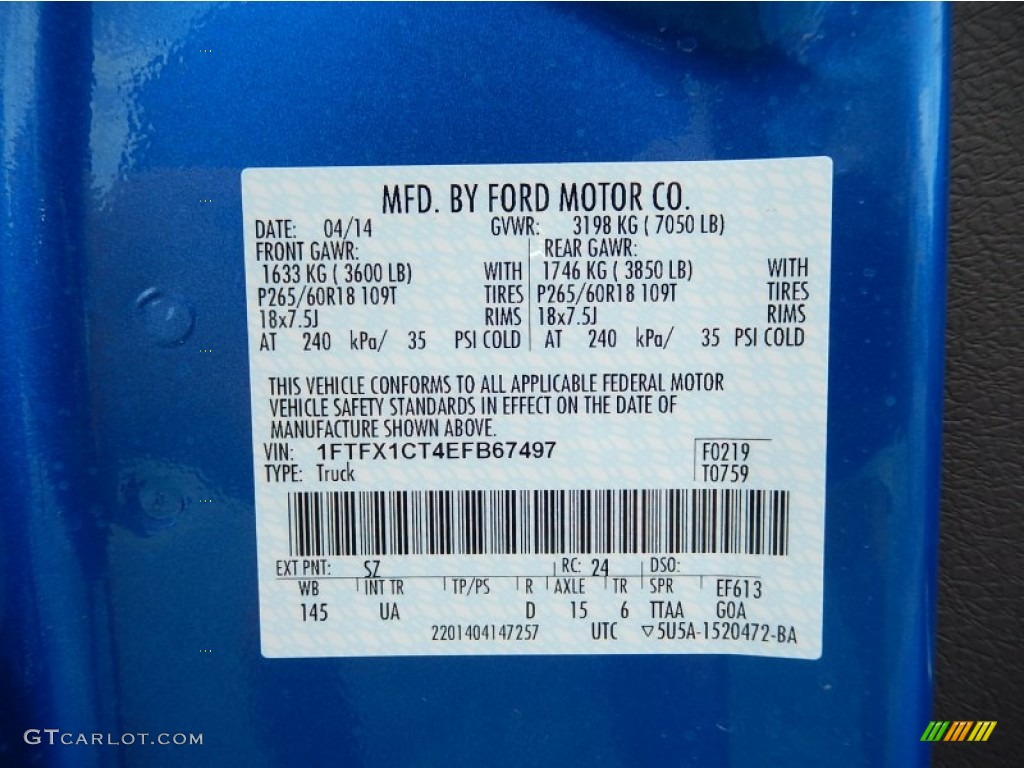 MFD. BY FORD MOTOR CO.
DATE: 04/14 GVWR: 3198 KG ( 7050 LB)
FRONT GAWR: REAR GAWR:
1633 KG ( 3600 LB) WITH 1746 KG ( 3850 LB) WITH
P265/60R18 109T TIRES P265/60R18 109T TIRES
18x7.5J RIMS 18x7.5J RIMS
AT 240 kPa/ 35 PSI COLD AT 240 kPa/ 35 PSI COLD
THIS VEHICLE CONFORMS TO ALL APPLICABLE FEDERAL MOTOR
VEHICLE SAFETY STANDARDS IN EFFECT ON THE DATE OF
MANUFACTURE SHOWN ABOVE.
VIN: 1FTFX1CT4EFB67497 F0219
TYPE: Truck T0759
EXT PNT: SZ RC: 24 DSO:
WB INT TR TP/PS R AXLE TR SPR EF613
145 UA D 15 6 TTAA GOA
2201404147257 UTC ▽5U5A-1520472-BA
GTCARLOT.COM